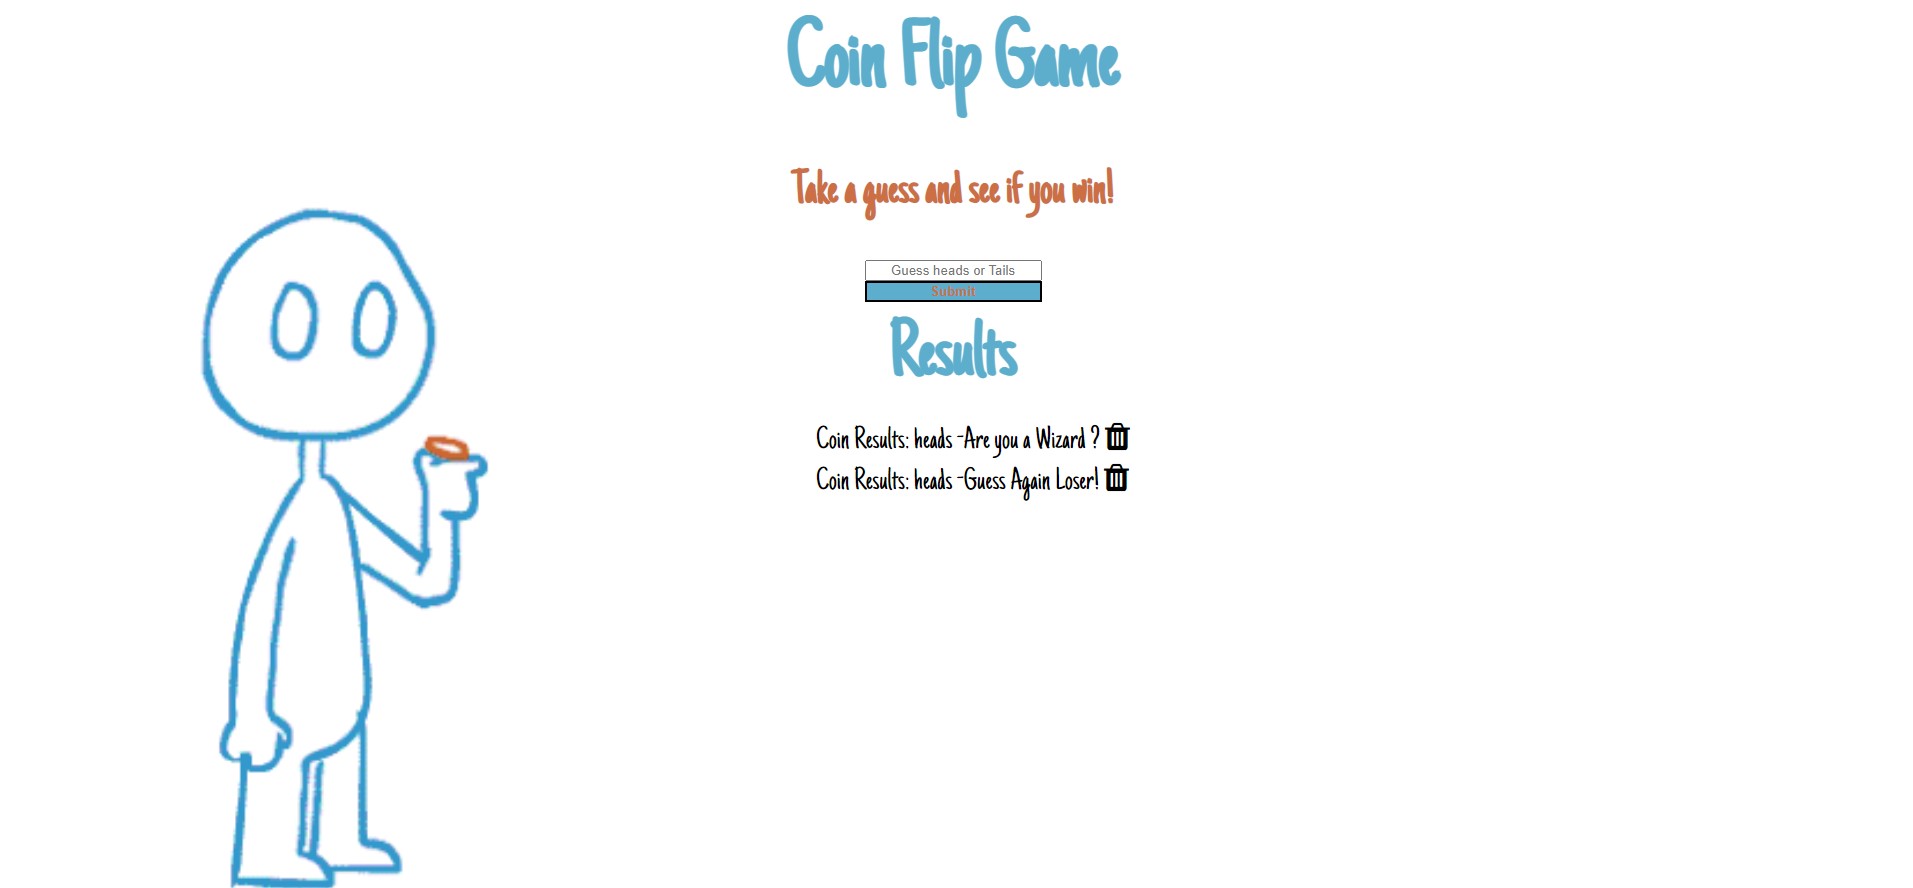 Coin Flip Game
Take a guess and see if you win!
Guess heads or Tails
Submit
Results
Coin Results: heads -Are you a Wizard ?
Coin Results: heads -Guess Again Loser!